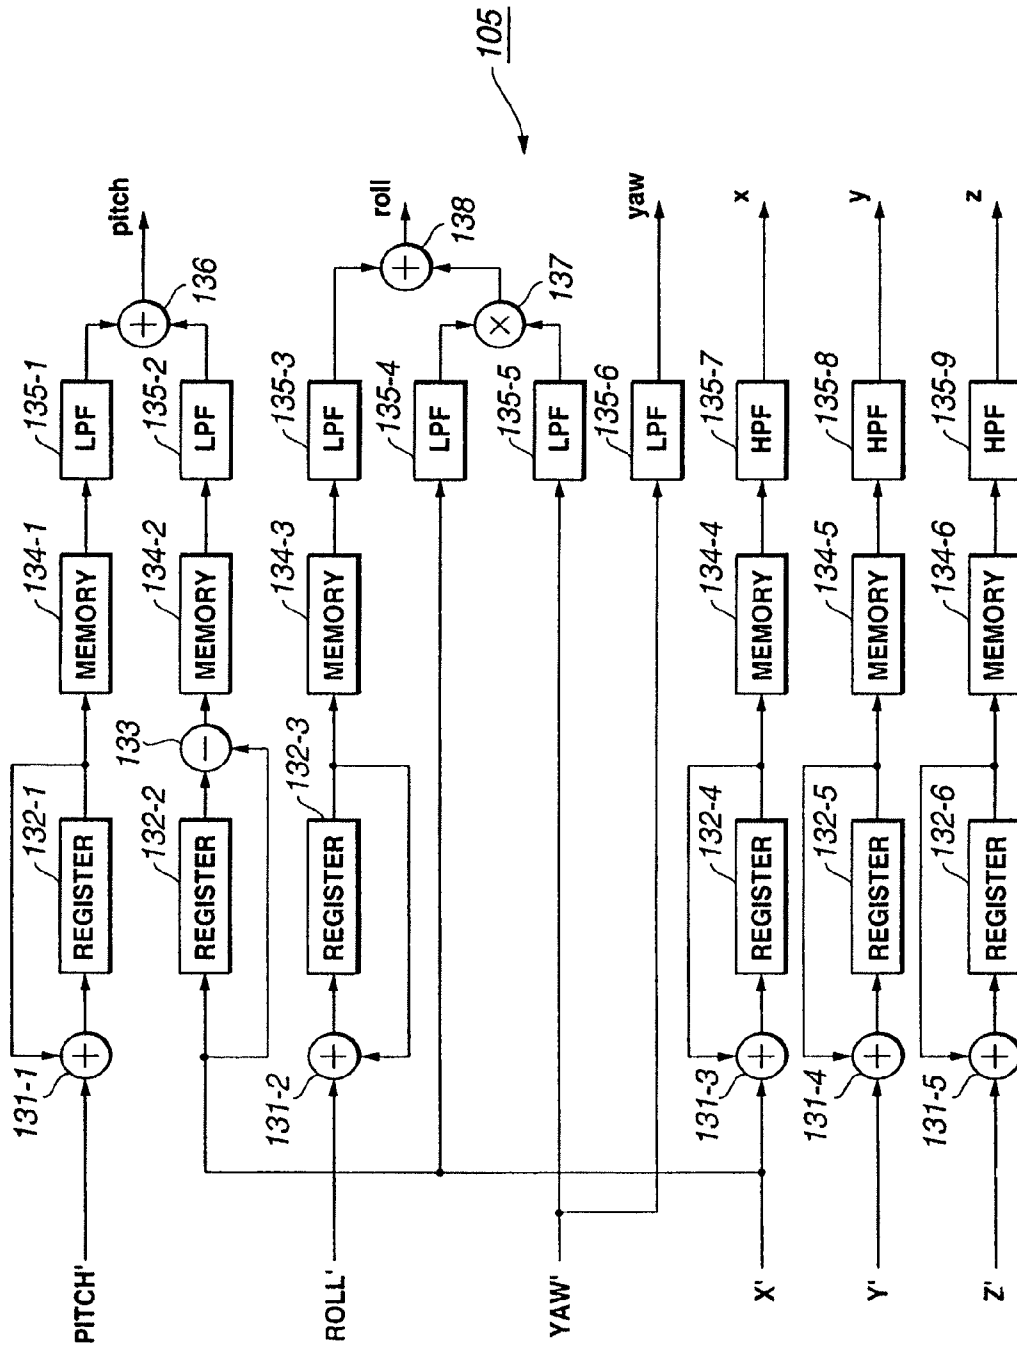 105
pitch
136
135-1
LPF
135-2
LPF
134-1
MEMORY
134-2
MEMORY
133
−
132-1
REGISTER
132-2
REGISTER
131-1
+
PITCH'
roll
138
+
137
×
135-3
LPF
135-4
LPF
135-5
LPF
134-3
MEMORY
132-3
REGISTER
131-2
+
ROLL'
yaw
135-6
LPF
YAW'
x
135-7
HPF
134-4
MEMORY
132-4
REGISTER
131-3
+
X'
y
135-8
HPF
134-5
MEMORY
132-5
REGISTER
131-4
+
Y'
z
135-9
HPF
134-6
MEMORY
132-6
REGISTER
131-5
+
Z'